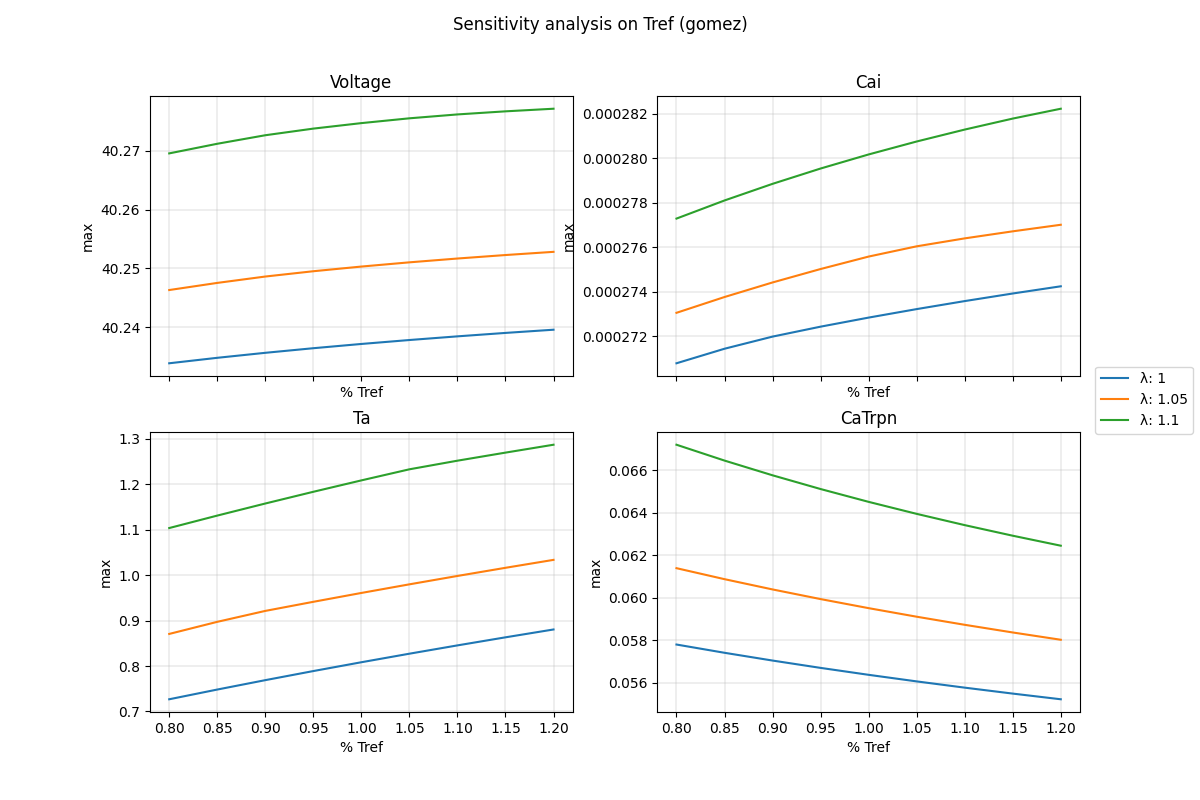 Sensitivity analysis on Tref (gomez)
Voltage
40.27
40.26
40.25
40.24
max
% Tref
Cai
0.000282
0.000280
0.000278
0.000276
0.000274
0.000272
max
% Tref
λ: 1
λ: 1.05
λ: 1.1
Ta
1.3
1.2
1.1
1.0
0.9
0.8
0.7
max
0.80 0.85 0.90 0.95 1.00 1.05 1.10 1.15 1.20
% Tref
CaTrpn
0.066
0.064
0.062
0.060
0.058
0.056
max
0.80 0.85 0.90 0.95 1.00 1.05 1.10 1.15 1.20
% Tref